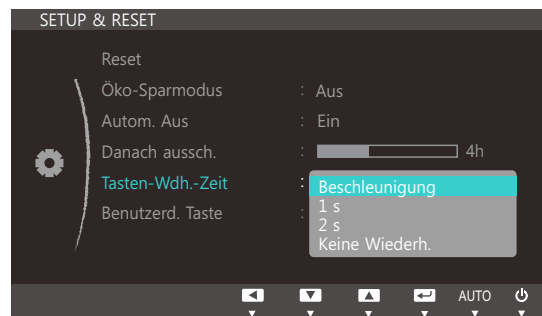 SETUP & RESET
Reset
Öko-Sparmodus : Aus
Autom. Aus : Ein
Danach aussch. : 4h
Tasten-Wdh.-Zeit : Beschleunigung
1 s
2 s
Benutzerd. Taste :
Keine Wiederh.
AUTO